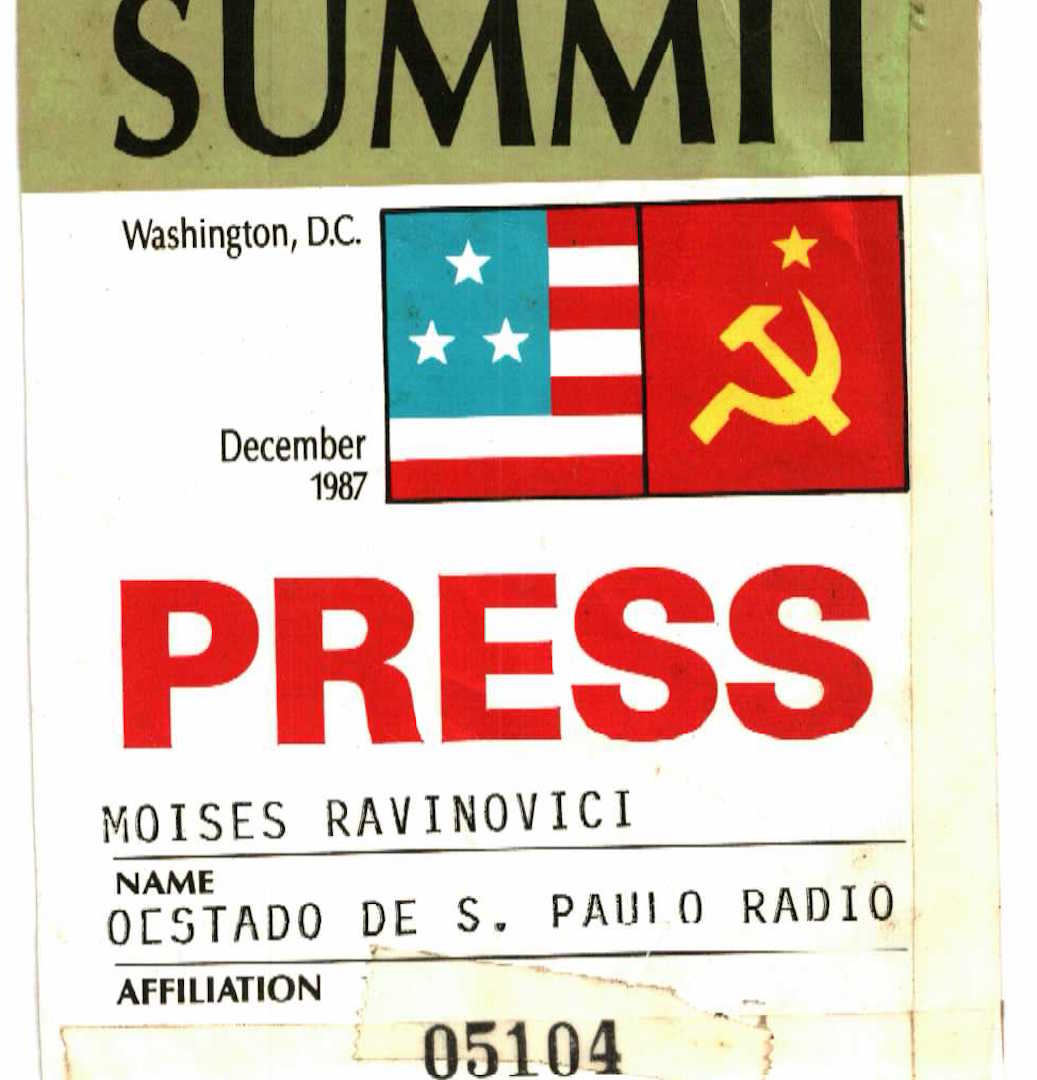 SUMMIT
Washington, D.C.
December
1987
PRESS
MOISES RAVINOVICI
NAME
OESTADO DE S. PAULO RADIO
AFFILIATION
05104